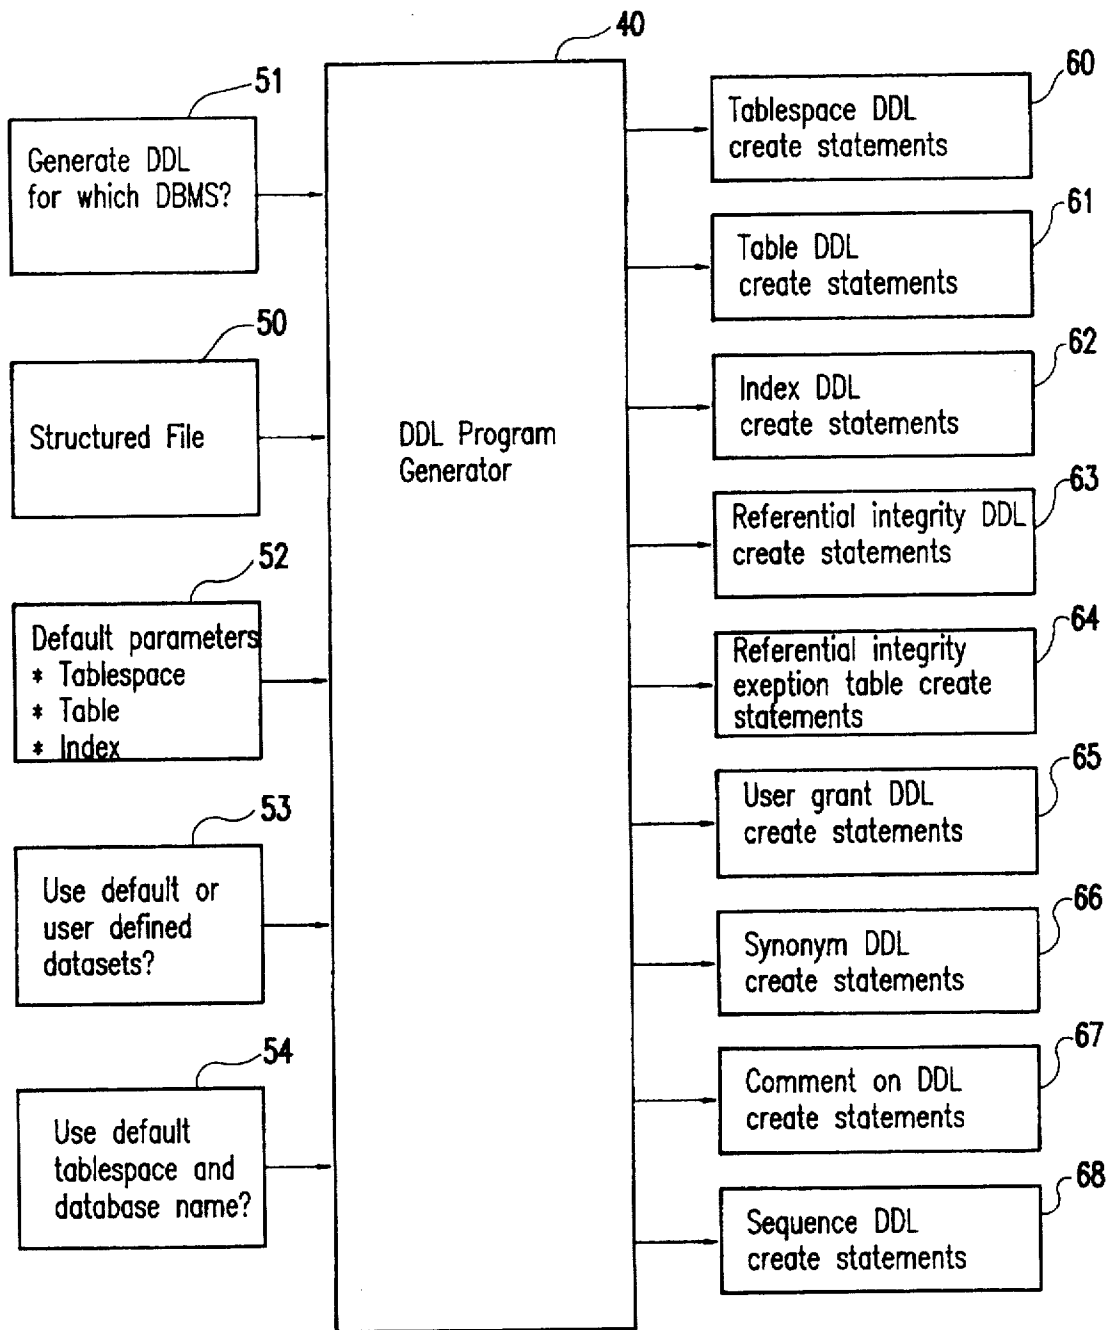 40
51
Generate DDL
for which DBMS?
50
Structured File
52
Default parameters
* Tablespace
* Table
* Index
53
Use default or
user defined
datasets?
54
Use default
tablespace and
database name?
DDL Program
Generator
60
Tablespace DDL
create statements
61
Table DDL
create statements
62
Index DDL
create statements
63
Referential integrity DDL
create statements
64
Referential integrity
exeption table create
statements
65
User grant DDL
create statements
66
Synonym DDL
create statements
67
Comment on DDL
create statements
68
Sequence DDL
create statements